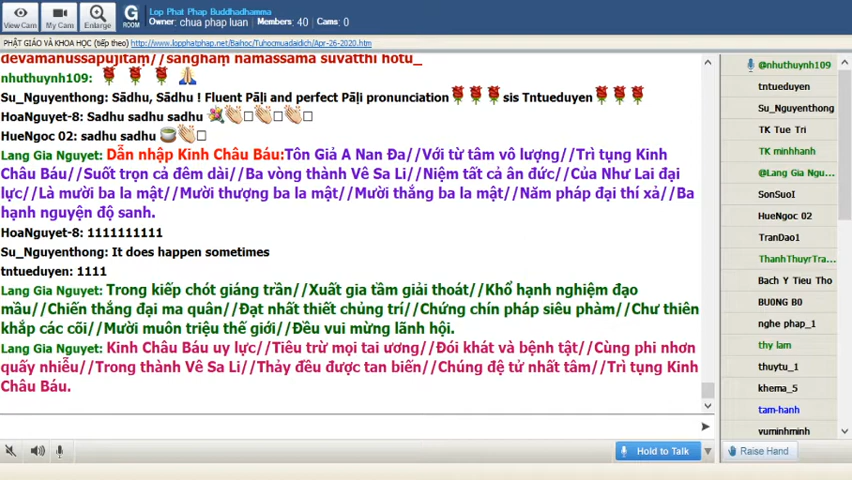 Lop Phat Phap Buddhadhamma
Owner: chua phap luan Members: 40 Cams: 0
View Cam
My Cam
Enlarge
G
ROOM
PHẬT GIÁO VÀ KHOA HỌC (tiếp theo) http://www.lopphatphap.net/Baihoc/Tuhocmuadaidich/Apr-26-2020.htm
devamanussapūjitaṃ//saṅghaṃ namassāma suvatthi hotu_
nhuthuynh109:
Su_Nguyenthong: Sādhu, Sādhu ! Fluent Pāḷi and perfect Pāḷi pronunciation sis Tntueduyen
HoaNguyet-8: Sadhu sadhu sadhu
HueNgoc 02: sadhu sadhu
Lang Gia Nguyet: Dẫn nhập Kinh Châu Báu:Tôn Giả A Nan Đa//Với từ tâm vô lượng//Trì tụng Kinh
Châu Báu//Suốt trọn cả đêm dài//Ba vòng thành Vê Sa Li//Niệm tất cả ân đức//Của Như Lai đại
lực//Là mười ba la mật//Mười thượng ba la mật//Mười thắng ba la mật//Năm pháp đại thí xả//Ba
hạnh nguyện độ sanh.
HoaNguyet-8: 1111111111
Su_Nguyenthong: It does happen sometimes
tntueduyen: 1111
Lang Gia Nguyet: Trong kiếp chót giáng trần//Xuất gia tầm giải thoát//Khổ hạnh nghiệm đạo
mầu//Chiến thắng đại ma quân//Đạt nhất thiết chủng trí//Chứng chín pháp siêu phàm//Chư thiên
khắp các cõi//Mười muôn triệu thế giới//Đều vui mừng lãnh hội.
Lang Gia Nguyet: Kinh Châu Báu uy lực//Tiêu trừ mọi tai ương//Đói khát và bệnh tật//Cùng phi nhơn
quấy nhiễu//Trong thành Vê Sa Li//Thảy đều được tan biến//Chúng đệ tử nhất tâm//Trì tụng Kinh
Châu Báu.
@nhuthuynh109
tntueduyen
Su_Nguyenthong
TK Tue Tri
TK minhhanh
@Lang Gia Ngu...
SonSuoI
HueNgoc 02
TranDao1
ThanhThuyrTra...
Bach Y Tieu Tho
BU0NG B0
nghe phap_1
thy lam
thuytu_1
khema_5
tam-hanh
vuminhminh
Hold to Talk
Raise Hand